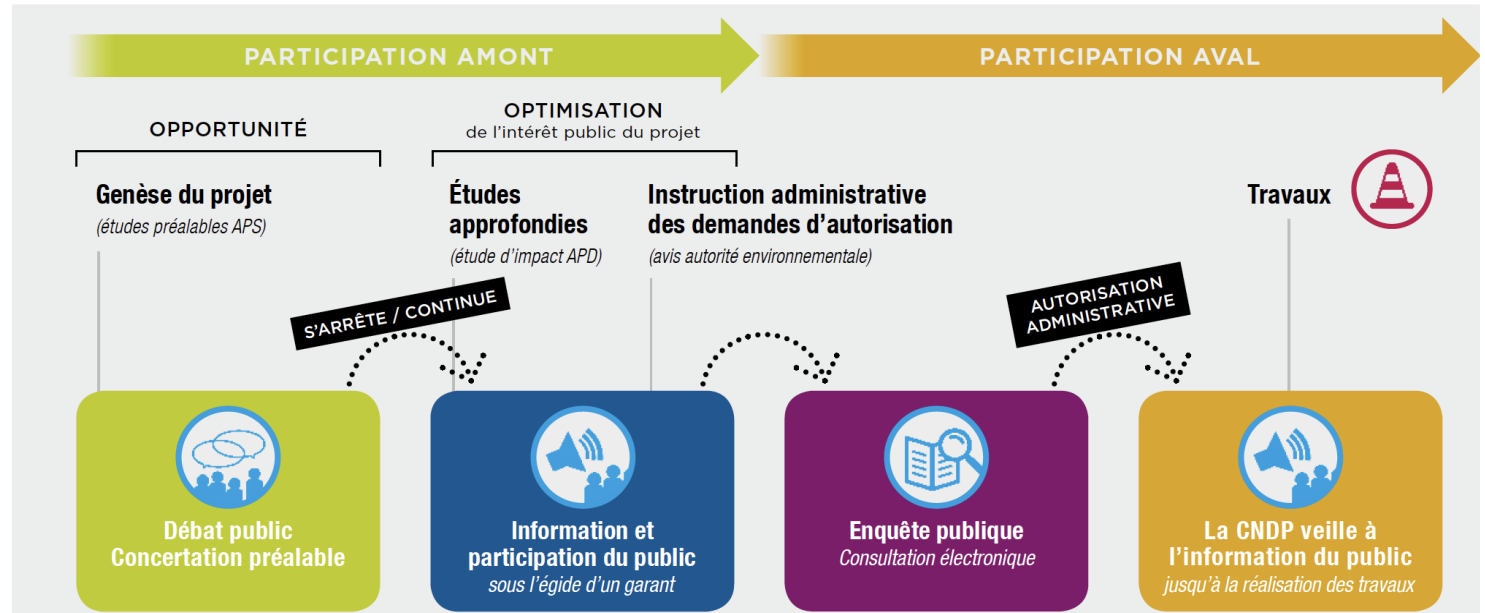 PARTICIPATION AMONT
PARTICIPATION AVAL
OPPORTUNITÉ
OPTIMISATION
de l'intérêt public du projet
Genèse du projet
(études préalables APS)
Études
approfondies
(étude d'impact APD)
Instruction administrative
des demandes d'autorisation
(avis autorité environnementale)
Travaux
S'ARRÊTE / CONTINUE
AUTORISATION
ADMINISTRATIVE
Débat public
Concertation préalable
Information et
participation du public
sous l'égide d'un garant
Enquête publique
Consultation électronique
La CNDP veille à
l'information du public
jusqu'à la réalisation des travaux